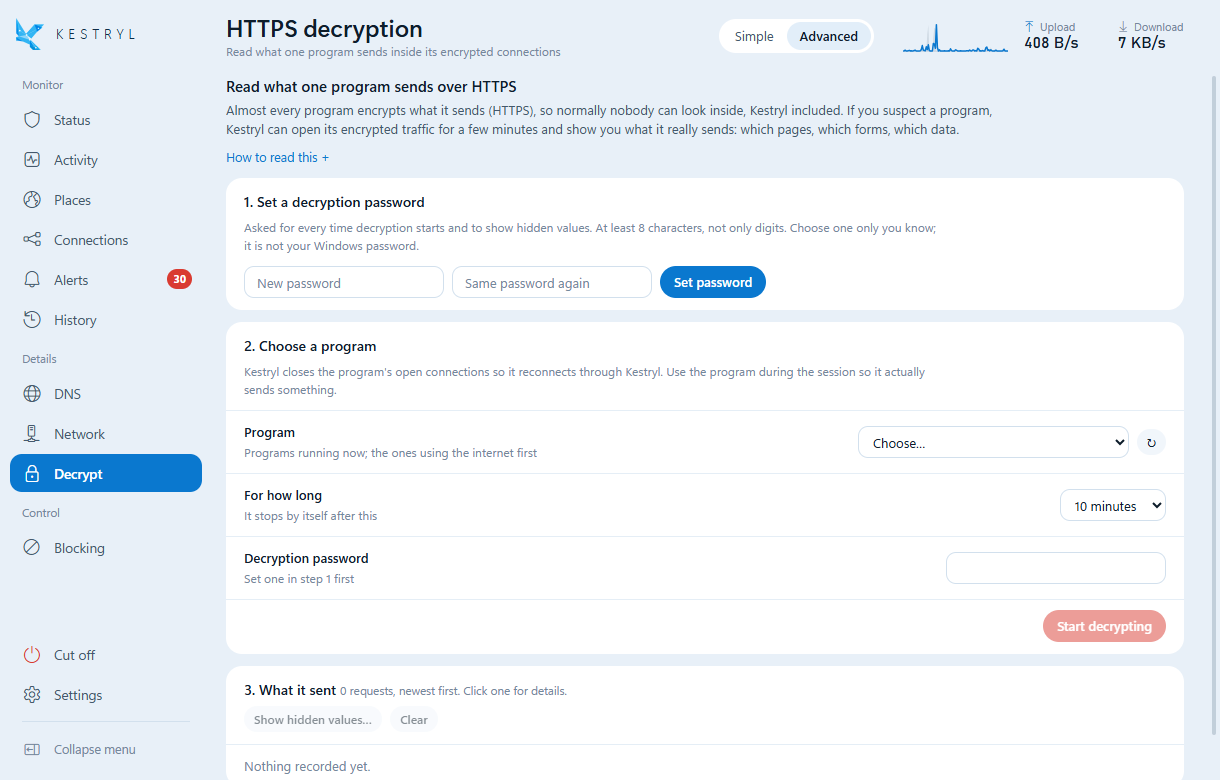 KESTRYL
HTTPS decryption
Read what one program sends inside its encrypted connections
Simple
Advanced
Upload
408 B/s
Download
7 KB/s
Monitor
Status
Activity
Places
Connections
Alerts
30
History
Details
DNS
Network
Decrypt
Control
Blocking
Cut off
Settings
Collapse menu
Read what one program sends over HTTPS
Almost every program encrypts what it sends (HTTPS), so normally nobody can look inside, Kestryl included. If you suspect a program,
Kestryl can open its encrypted traffic for a few minutes and show you what it really sends: which pages, which forms, which data.
How to read this +
1. Set a decryption password
Asked for every time decryption starts and to show hidden values. At least 8 characters, not only digits. Choose one only you know;
it is not your Windows password.
New password
Same password again
Set password
2. Choose a program
Kestryl closes the program's open connections so it reconnects through Kestryl. Use the program during the session so it actually
sends something.
Program
Programs running now; the ones using the internet first
Choose...
For how long
It stops by itself after this
10 minutes
Decryption password
Set one in step 1 first
Start decrypting
3. What it sent 0 requests, newest first. Click one for details.
Show hidden values...
Clear
Nothing recorded yet.